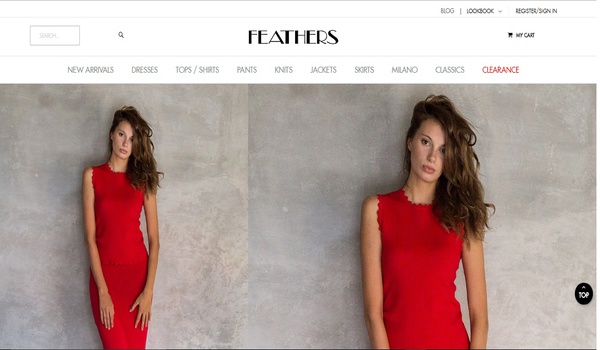 BLOG | LOOKBOOK REGISTER/SIGN IN
SEARCH... FEATHERS MY CART
NEW ARRIVALS DRESSES TOPS / SHIRTS PANTS KNITS JACKETS SKIRTS MILANO CLASSICS CLEARANCE
TOP